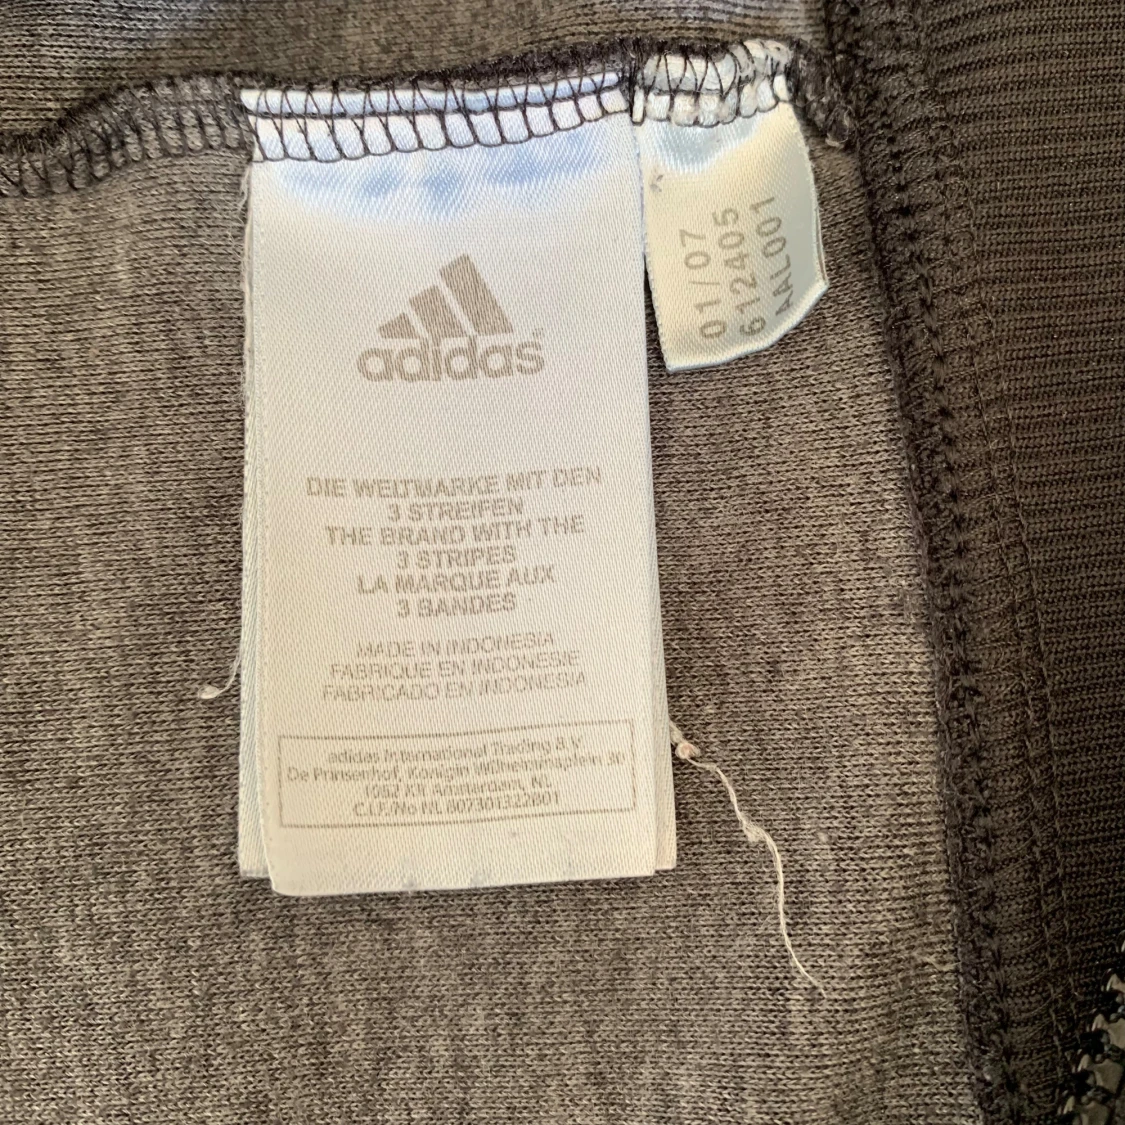 adidas®
DIE WELTMARKE MIT DEN
3 STREIFEN
THE BRAND WITH THE
3 STRIPES
LA MARQUE AUX
3 BANDES
MADE IN INDONESIA
FABRIQUE EN INDONESIE
FABRICADO EN INDONESIA
adidas International Trading B.V.
De Prinsenhof, Konigin Wilhelminaplein 30
1062 KR Amsterdam, NL
C.I.F./No NL 807301322B01
01/07
612405
AAL001